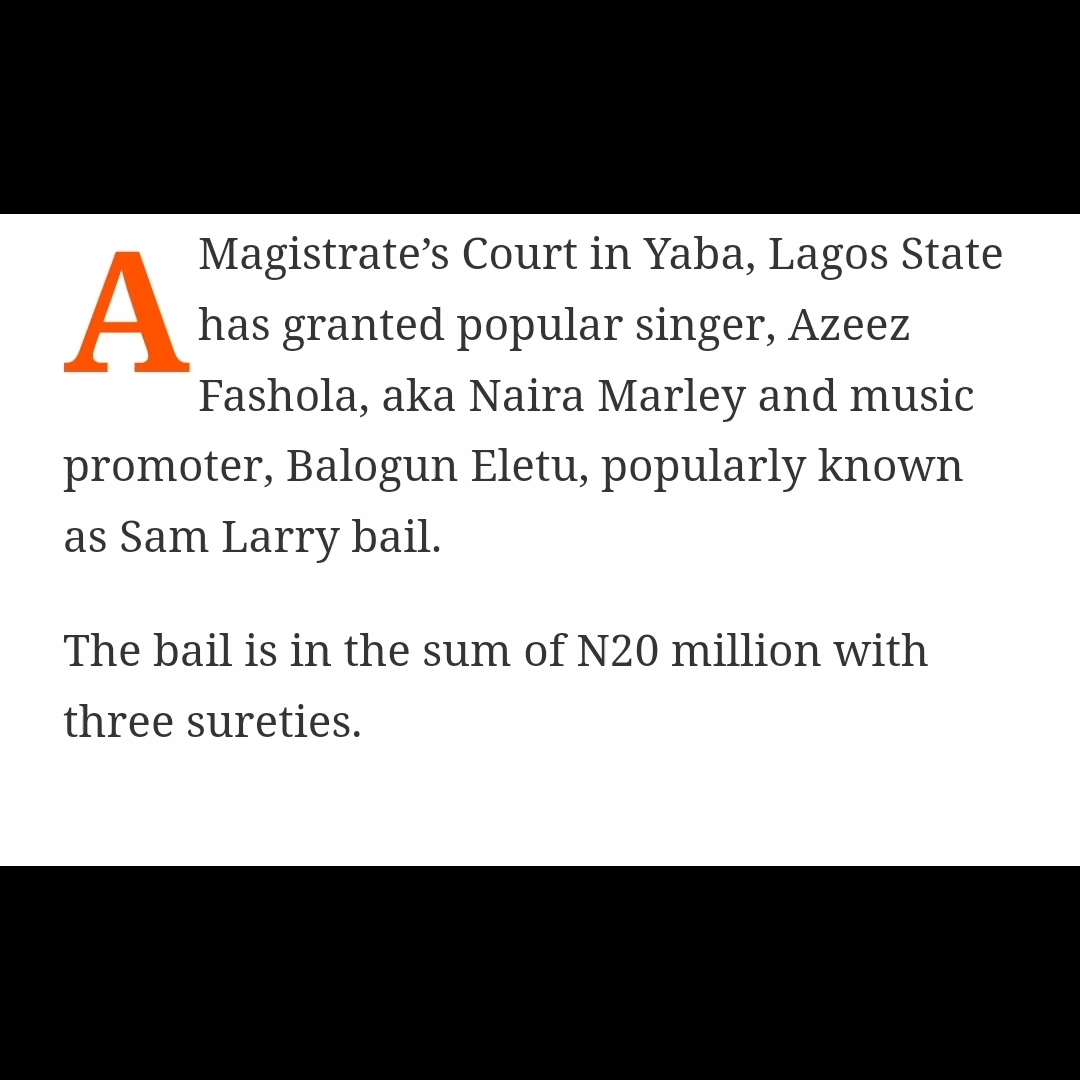 A Magistrate’s Court in Yaba, Lagos State
has granted popular singer, Azeez
Fashola, aka Naira Marley and music
promoter, Balogun Eletu, popularly known
as Sam Larry bail.
The bail is in the sum of N20 million with
three sureties.